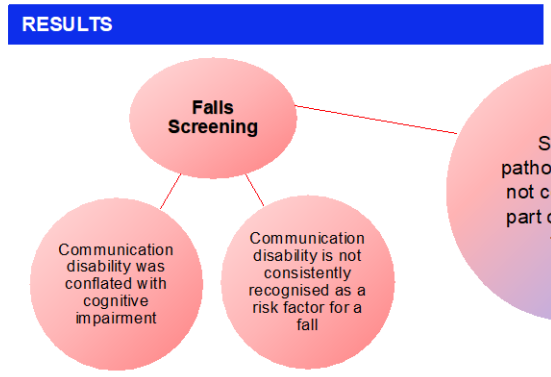 RESULTS
Falls
Screening
Communication
disability was
conflated with
cognitive
impairment
Communication
disability is not
consistently
recognised as a
risk factor for a
fall
not
part